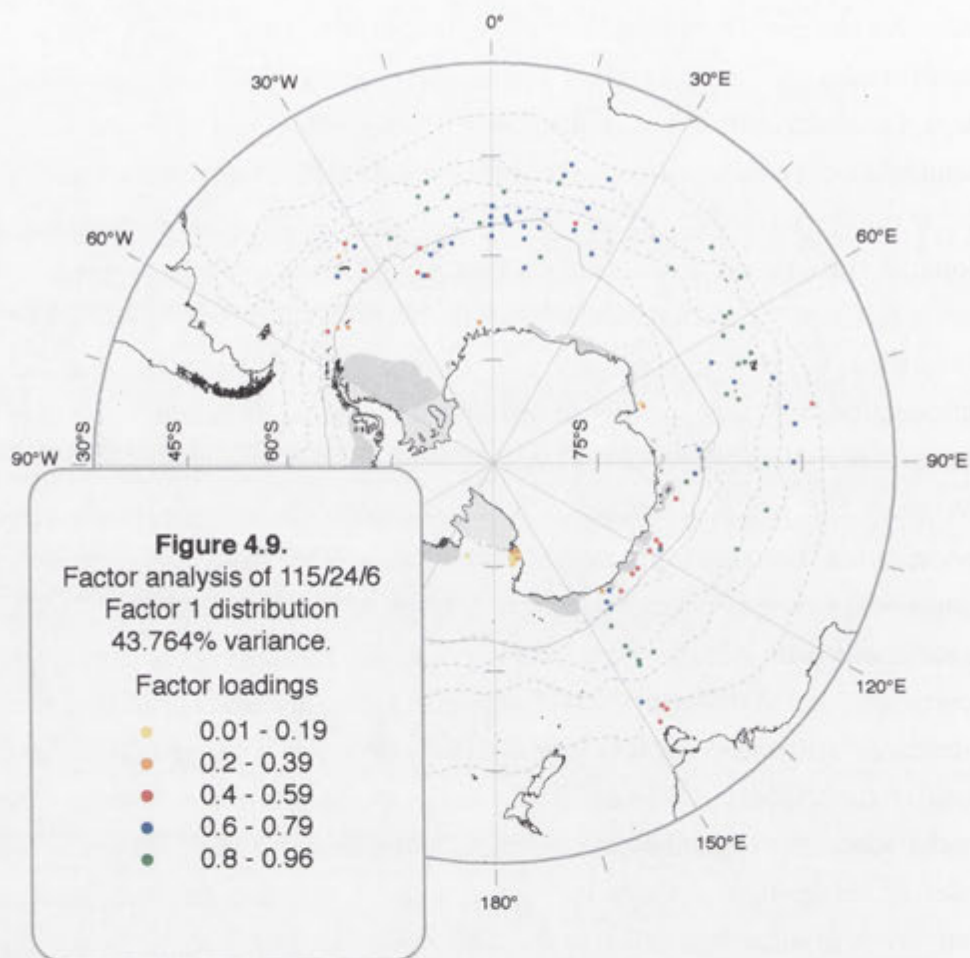 0°
30°W
30°E
60°W
60°E
90°W
30°S
45°S
60°S
75°S
90°E
120°E
150°E
180°
Figure 4.9.
Factor analysis of 115/24/6
Factor 1 distribution
43.764% variance.
Factor loadings
0.01 - 0.19
0.2 - 0.39
0.4 - 0.59
0.6 - 0.79
0.8 - 0.96